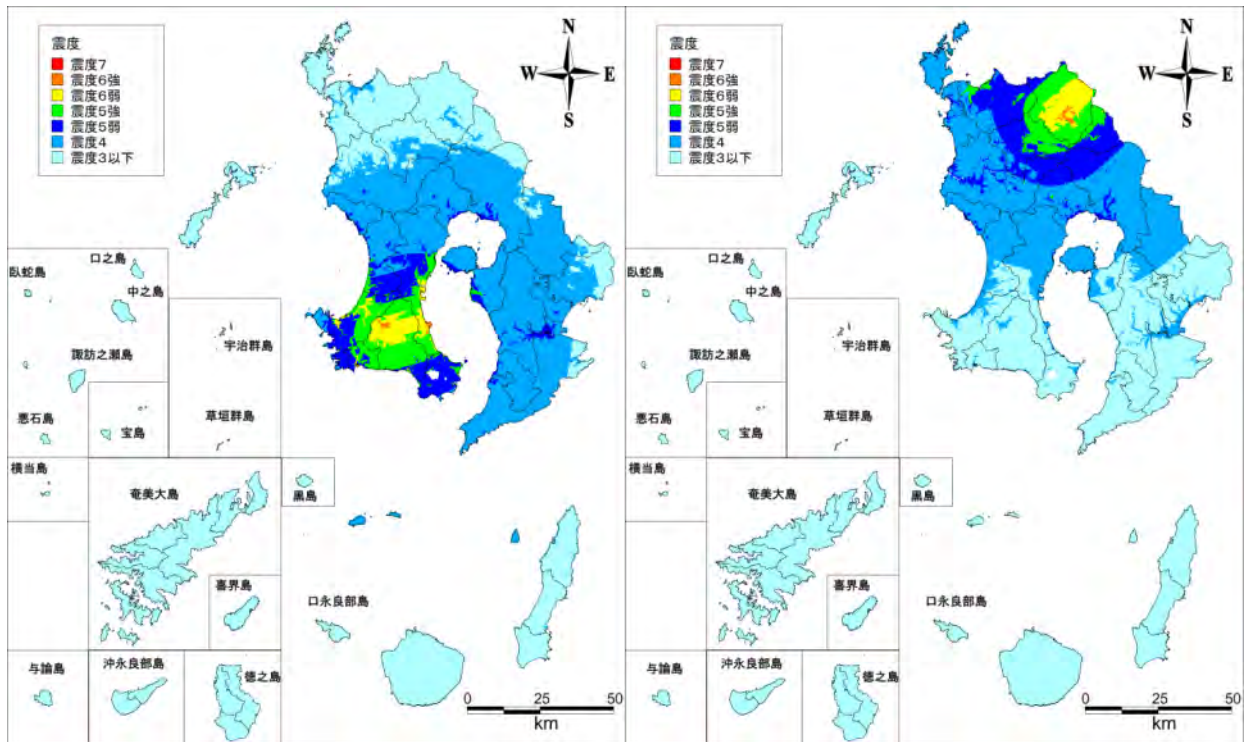 震度
震度7
震度6強
震度6弱
震度5強
震度5弱
震度4
震度3以下
N
W E
S
口之島
臥蛇島
中之島
諏訪之瀬島
宇治群島
悪石島
宝島
草垣群島
横当島
奄美大島
黒島
喜界島
口永良部島
与論島
沖永良部島
徳之島
0 25 50
km
震度
震度7
震度6強
震度6弱
震度5強
震度5弱
震度4
震度3以下
N
W E
S
口之島
臥蛇島
中之島
諏訪之瀬島
宇治群島
悪石島
宝島
草垣群島
横当島
奄美大島
黒島
喜界島
口永良部島
与論島
沖永良部島
徳之島
0 25 50
km